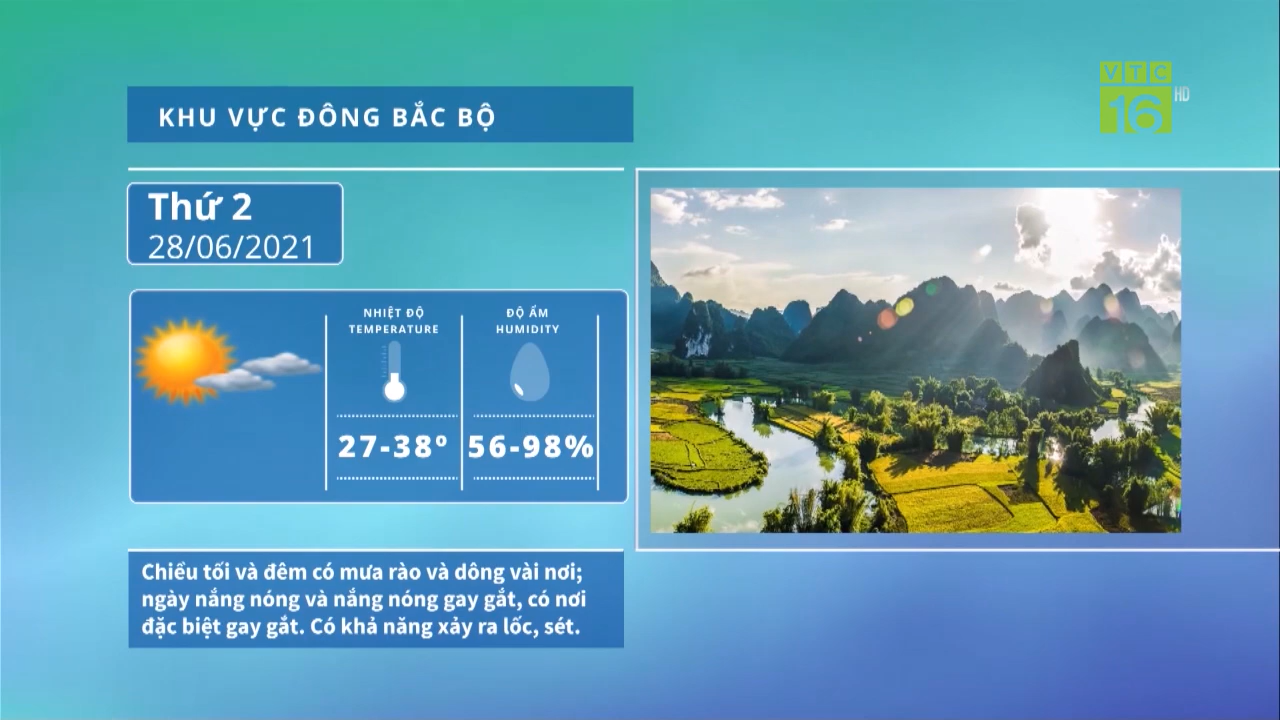 VTC
16 HD
KHU VỰC ĐÔNG BẮC BỘ
Thứ 2
28/06/2021
NHIỆT ĐỘ
TEMPERATURE
27-38º
ĐỘ ẨM
HUMIDITY
56-98%
Chiều tối và đêm có mưa rào và dông vài nơi;
ngày nắng nóng và nắng nóng gay gắt, có nơi
đặc biệt gay gắt. Có khả năng xảy ra lốc, sét.